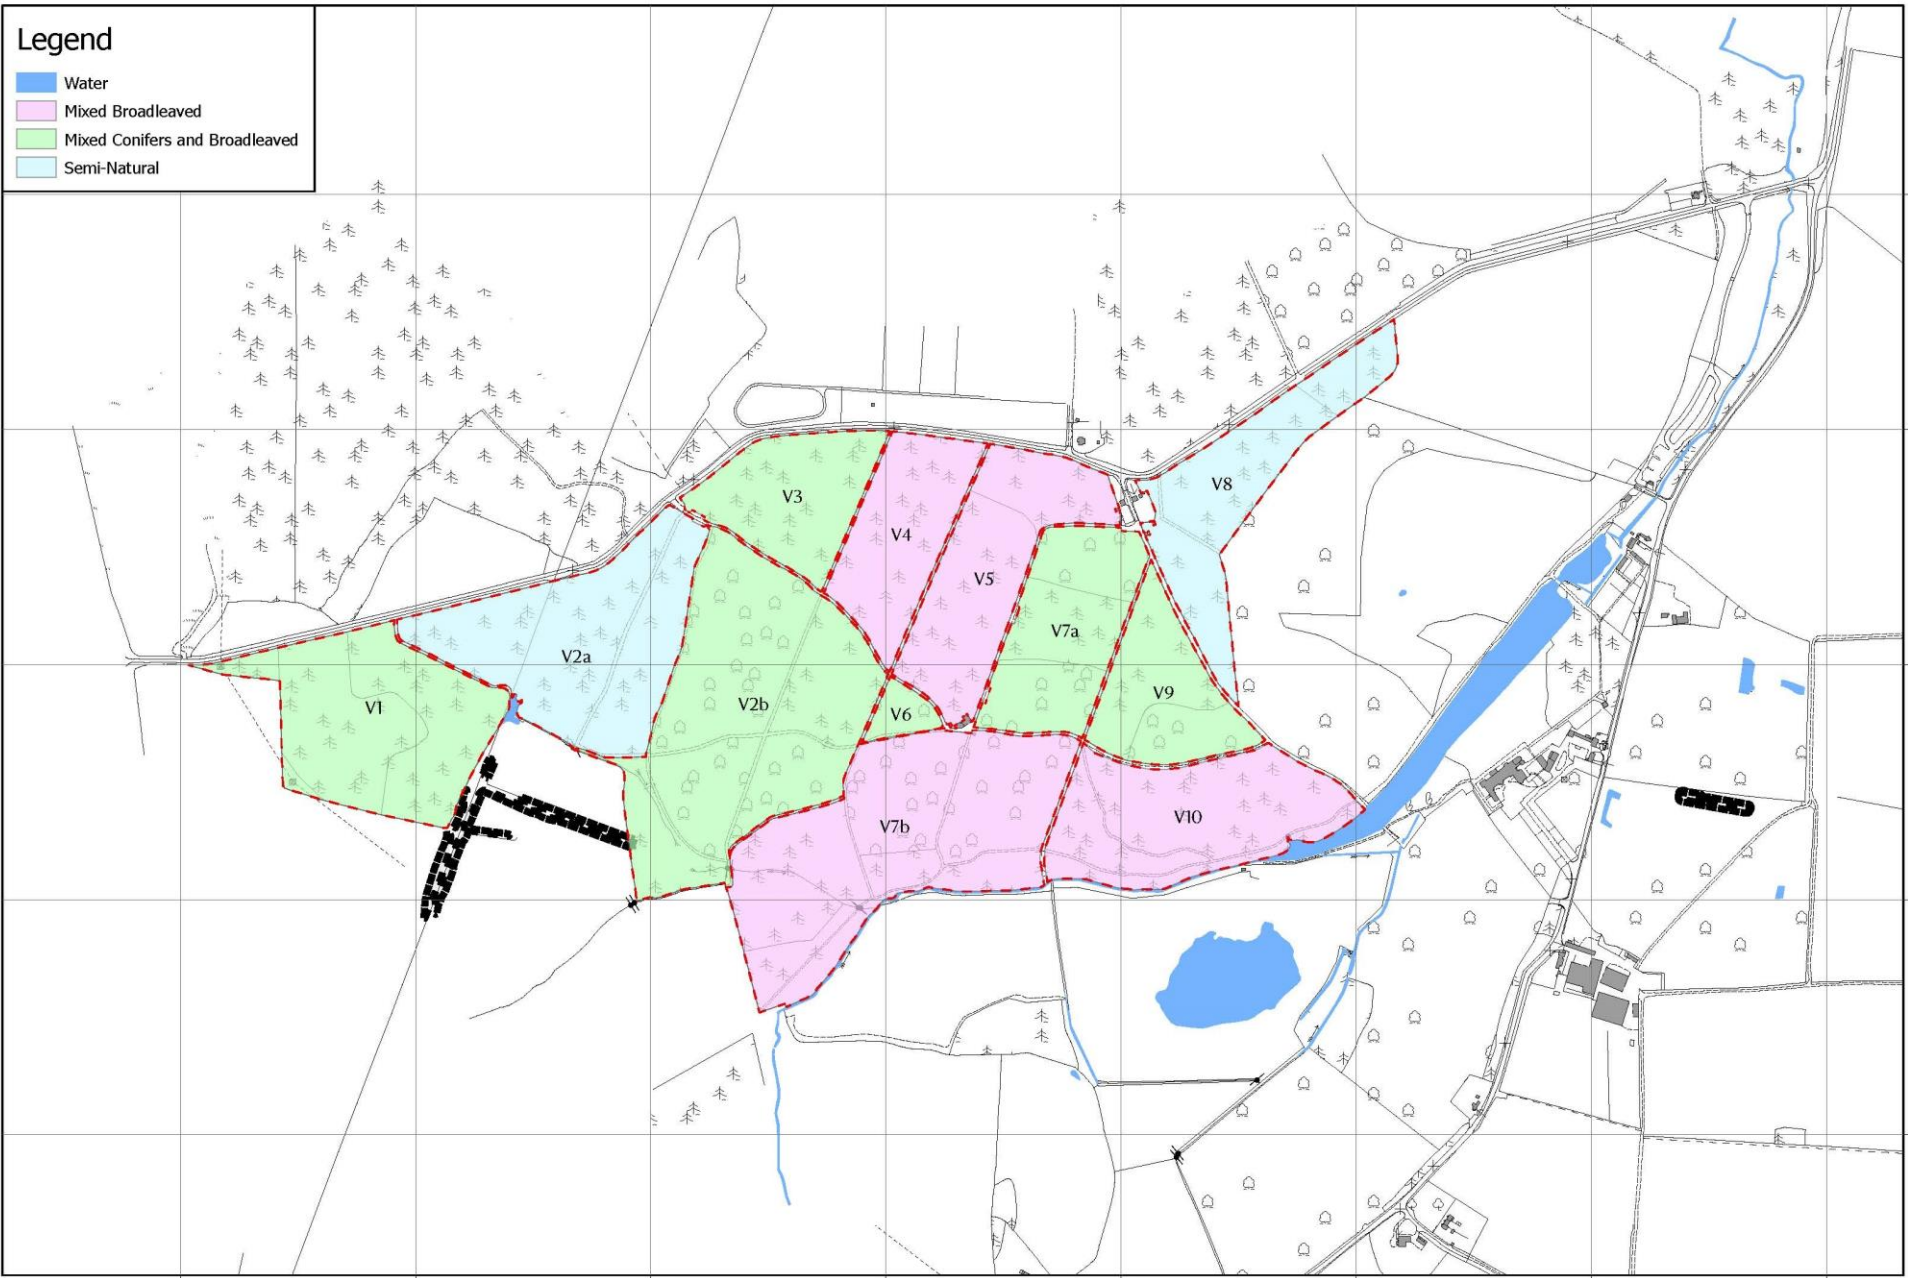 Legend
Water
Mixed Broadleaved
Mixed Conifers and Broadleaved
Semi-Natural
V8
V3
V4
V5
V7a
V2a
V9
V1
V2b
V6
V10
V7b